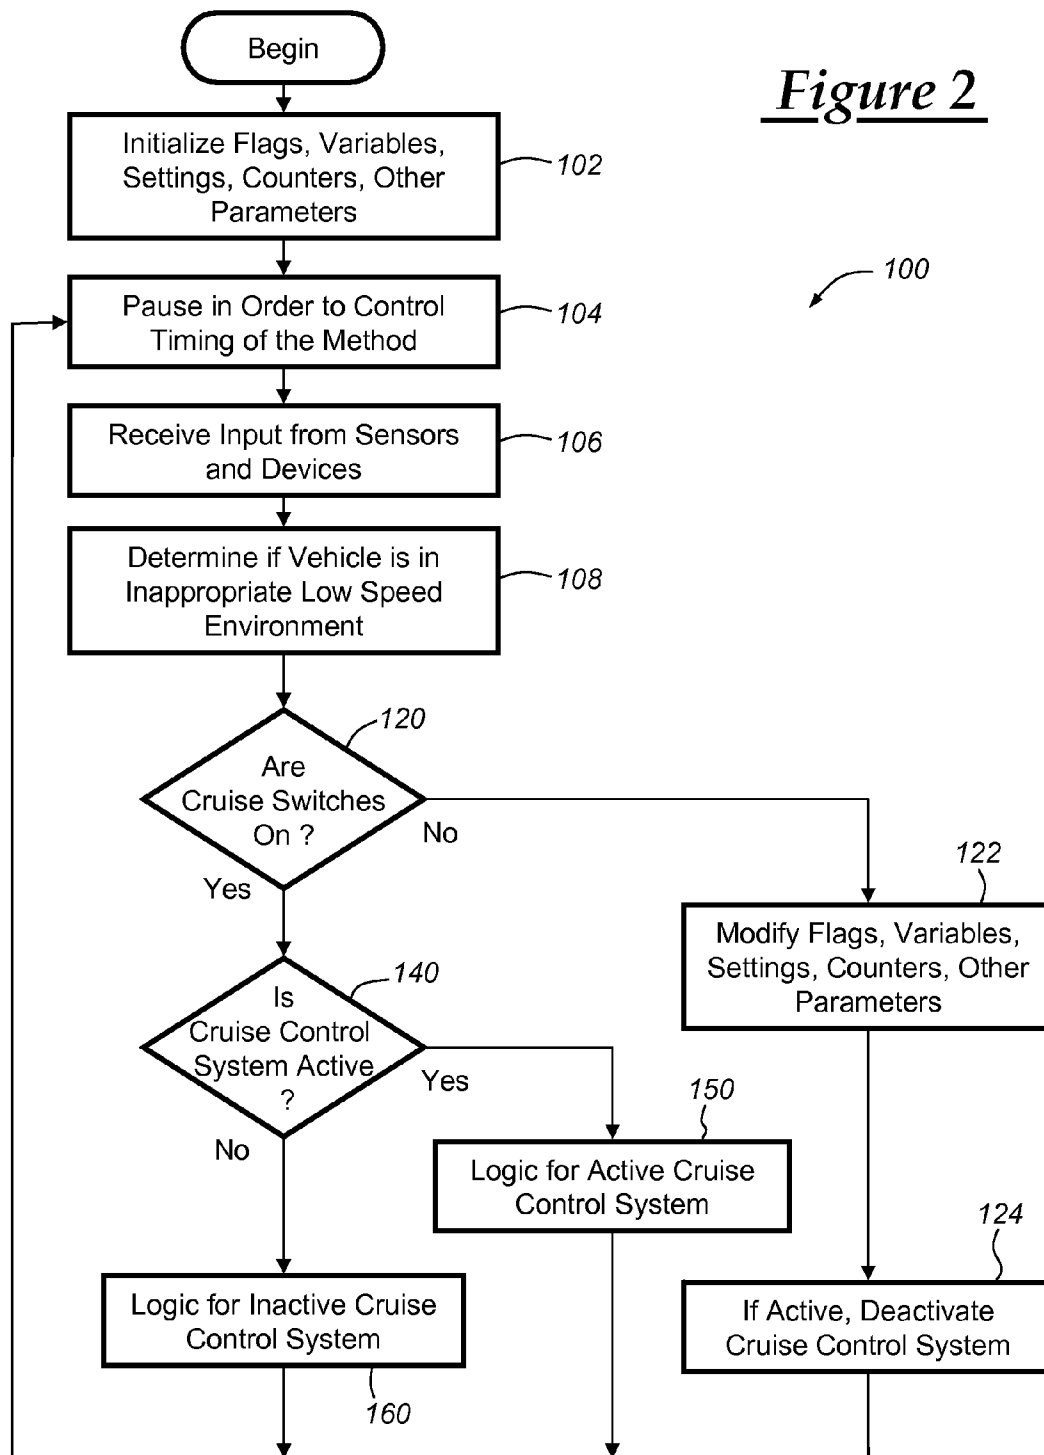 Begin
Figure 2
Initialize Flags, Variables,
Settings, Counters, Other
Parameters
102
100
Pause in Order to Control
Timing of the Method
104
Receive Input from Sensors
and Devices
106
Determine if Vehicle is in
Inappropriate Low Speed
Environment
108
120
Are
Cruise Switches
On ?
No
Yes
122
Modify Flags, Variables,
Settings, Counters, Other
Parameters
140
Is
Cruise Control
System Active
?
Yes
No
150
Logic for Active Cruise
Control System
124
If Active, Deactivate
Cruise Control System
Logic for Inactive Cruise
Control System
160